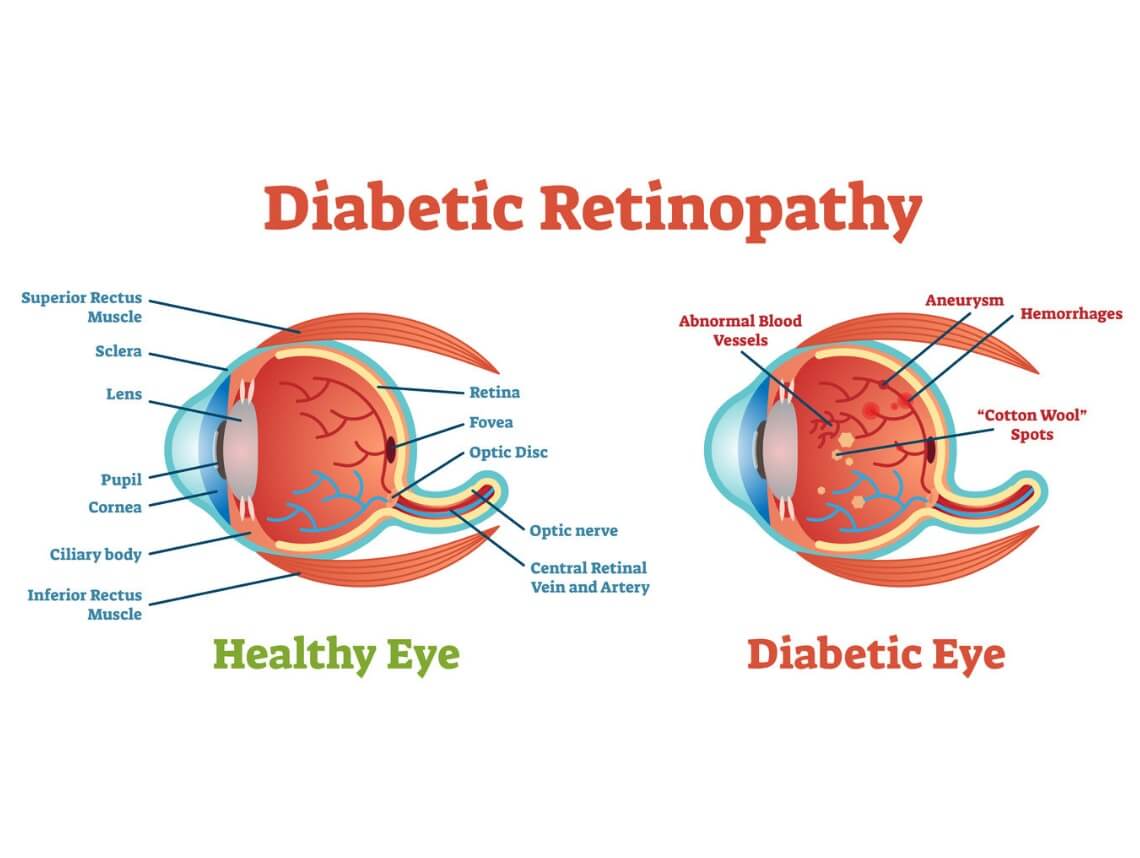 Diabetic Retinopathy
Superior Rectus
Muscle
Sclera
Lens
Pupil
Cornea
Ciliary body
Inferior Rectus
Muscle
Retina
Fovea
Optic Disc
Optic nerve
Central Retinal
Vein and Artery
Healthy Eye
Abnormal Blood
Vessels
Aneurysm
Hemorrhages
“Cotton Wool”
Spots
Diabetic Eye